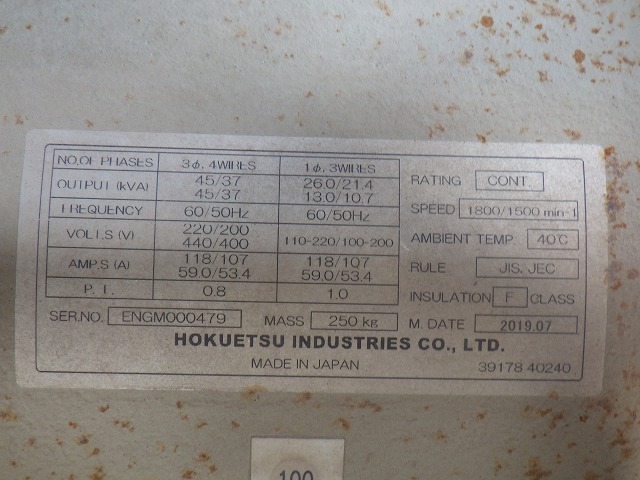 NO.OF PHASES 3φ, 4WIRES 1φ, 3WIRES
OUTPUT (kVA) 45/37 26.0/21.4
45/37 13.0/10.7
FREQUENCY 60/50Hz 60/50Hz
VOLTS (V) 220/200 110-220/100-200
440/400
AMP.S (A) 118/107 118/107
59.0/53.4 59.0/53.4
P. F. 0.8 1.0
RATING CONT.
SPEED 1800/1500 min-1
AMBIENT TEMP. 40℃
RULE JIS. JEC
INSULATION F CLASS
SER.NO. ENGM000479 MASS 250 kg M. DATE 2019.07
HOKUETSU INDUSTRIES CO., LTD.
MADE IN JAPAN 39178 40240
100